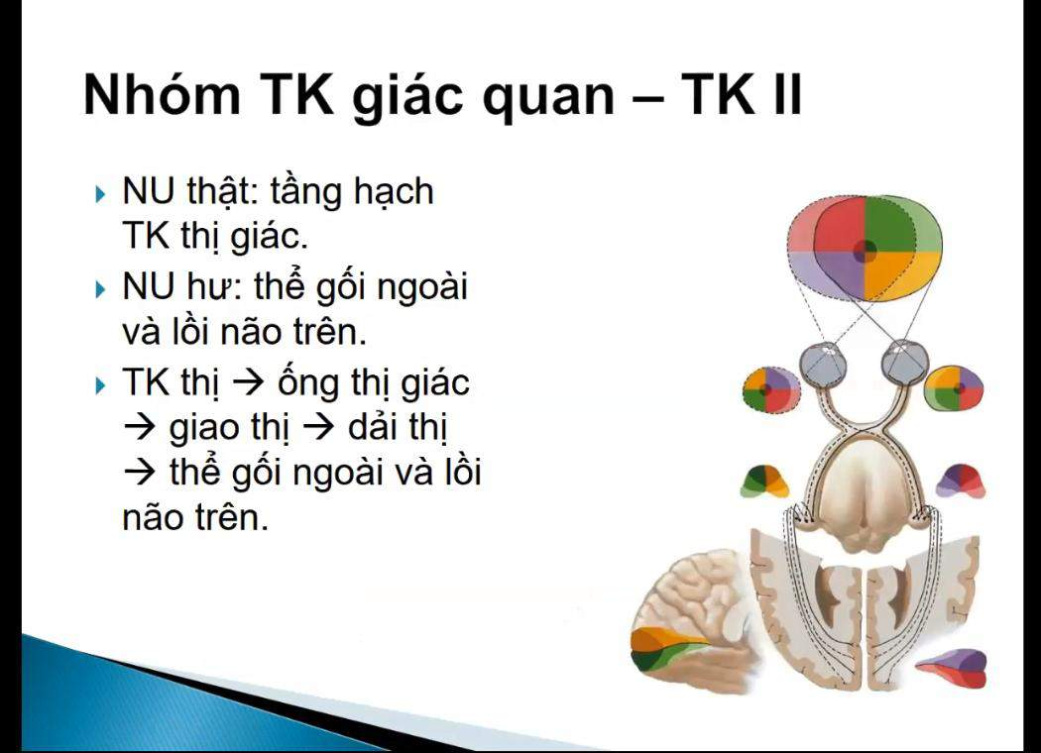 Nhóm TK giác quan – TK II
NU thật: tầng hạch
TK thị giác.
NU hư: thể gối ngoài
và lồi não trên.
TK thị → ống thị giác
→ giao thị → dải thị
→ thể gối ngoài và lồi
não trên.